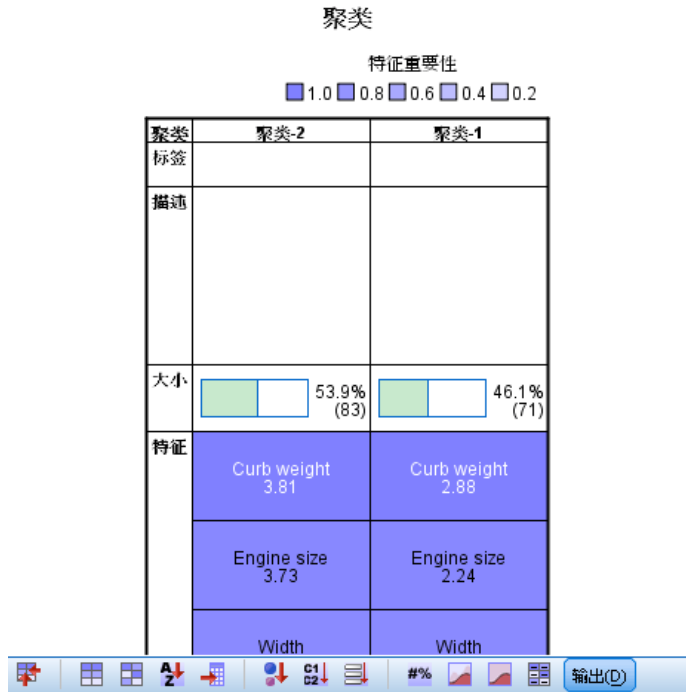 聚类
特征重要性
1.0 0.8 0.6 0.4 0.2
聚类 聚类-2 聚类-1
标签
描述
大小 53.9% 46.1%
(83) (71)
特征
Curb weight Curb weight
3.81 2.88
Engine size Engine size
3.73 2.24
Width Width
A Z C1 C2 #% 输出(D)